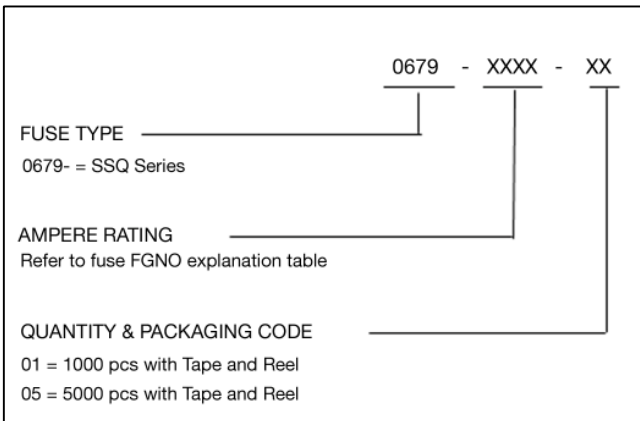 0679 - XXXX - XX
FUSE TYPE
0679- = SSQ Series
AMPERE RATING
Refer to fuse FGNO explanation table
QUANTITY & PACKAGING CODE
01 = 1000 pcs with Tape and Reel
05 = 5000 pcs with Tape and Reel